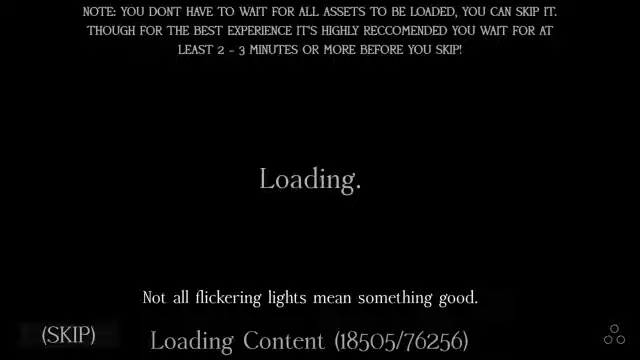 NOTE: YOU DONT HAVE TO WAIT FOR ALL ASSETS TO BE LOADED, YOU CAN SKIP IT.
THOUGH FOR THE BEST EXPERIENCE IT'S HIGHLY RECCOMENDED YOU WAIT FOR AT
LEAST 2 - 3 MINUTES OR MORE BEFORE YOU SKIP!
Loading.
Not all flickering lights mean something good.
(SKIP)
Loading Content (18505/76256)